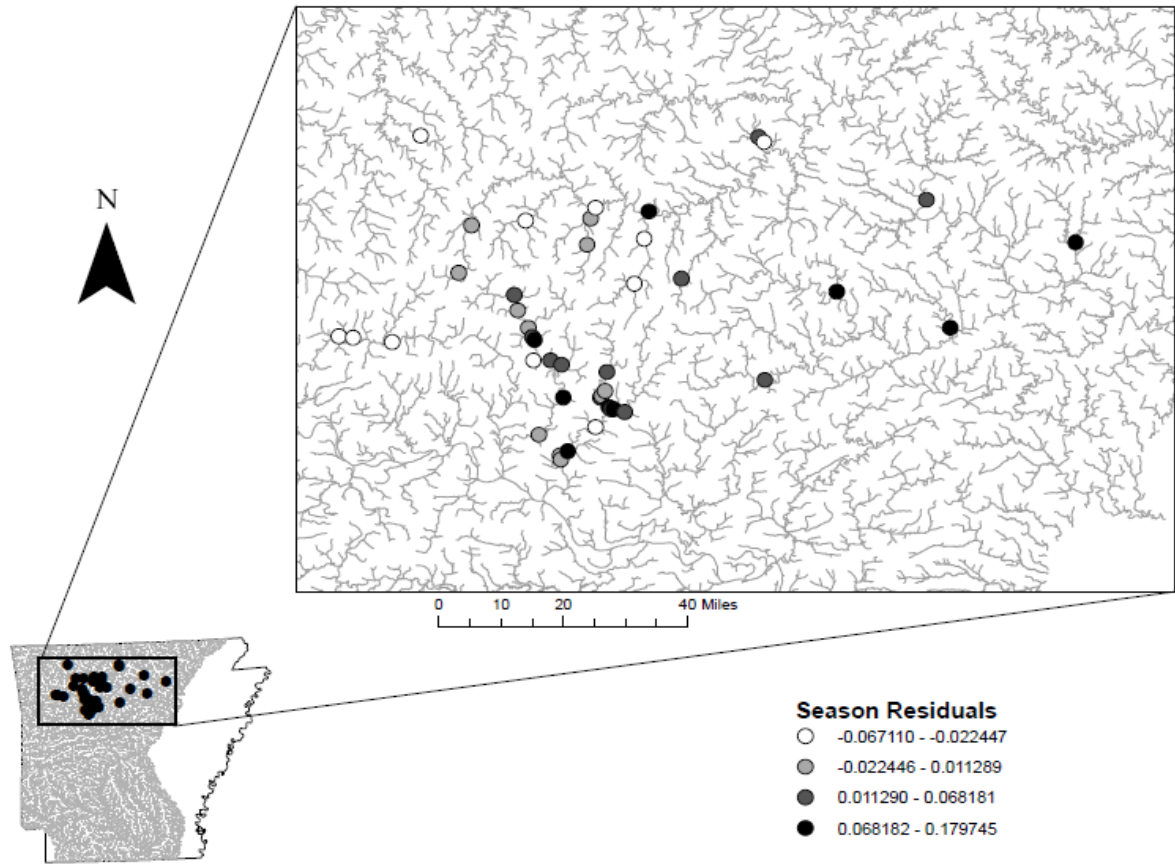 N
0 10 20 40 Miles
Season Residuals
-0.067110 - -0.022447
-0.022446 - 0.011289
0.011290 - 0.068181
0.068182 - 0.179745